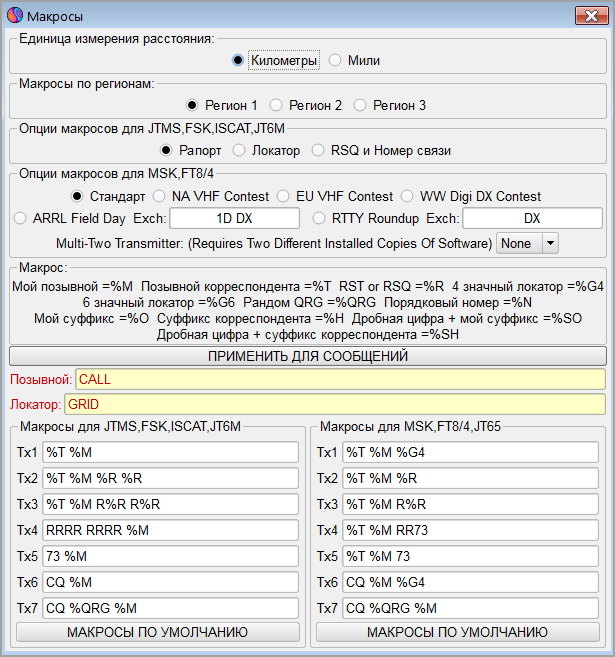 Макросы
Единица измерения расстояния:
Километры Мили
Макросы по регионам:
Регион 1 Регион 2 Регион 3
Опции макросов для JTMS,FSK,ISCAT,JT6M
Рапорт Локатор RSQ и Номер связи
Опции макросов для MSK,FT8/4
Стандарт NA VHF Contest EU VHF Contest WW Digi DX Contest
ARRL Field Day Exch: 1D DX RTTY Roundup Exch: DX
Multi-Two Transmitter: (Requires Two Different Installed Copies Of Software) None
Макрос:
Мой позывной =%M Позывной корреспондента =%T RST or RSQ =%R 4 значный локатор =%G4
6 значный локатор =%G6 Рандом QRG =%QRG Порядковый номер =%N
Мой суффикс =%O Суффикс корреспондента =%H Дробная цифра + мой суффикс =%SO
Дробная цифра + суффикс корреспондента =%SH
ПРИМЕНИТЬ ДЛЯ СООБЩЕНИЙ
Позывной: CALL
Локатор: GRID
Макросы для JTMS,FSK,ISCAT,JT6M
Tx1 %T %M
Tx2 %T %M %R %R
Tx3 %T %M R%R R%R
Tx4 RRRR RRRR %M
Tx5 73 %M
Tx6 CQ %M
Tx7 CQ %QRG %M
МАКРОСЫ ПО УМОЛЧАНИЮ
Макросы для MSK,FT8/4,JT65
Tx1 %T %M %G4
Tx2 %T %M %R
Tx3 %T %M R%R
Tx4 %T %M RR73
Tx5 %T %M 73
Tx6 CQ %M %G4
Tx7 CQ %QRG %M
МАКРОСЫ ПО УМОЛЧАНИЮ